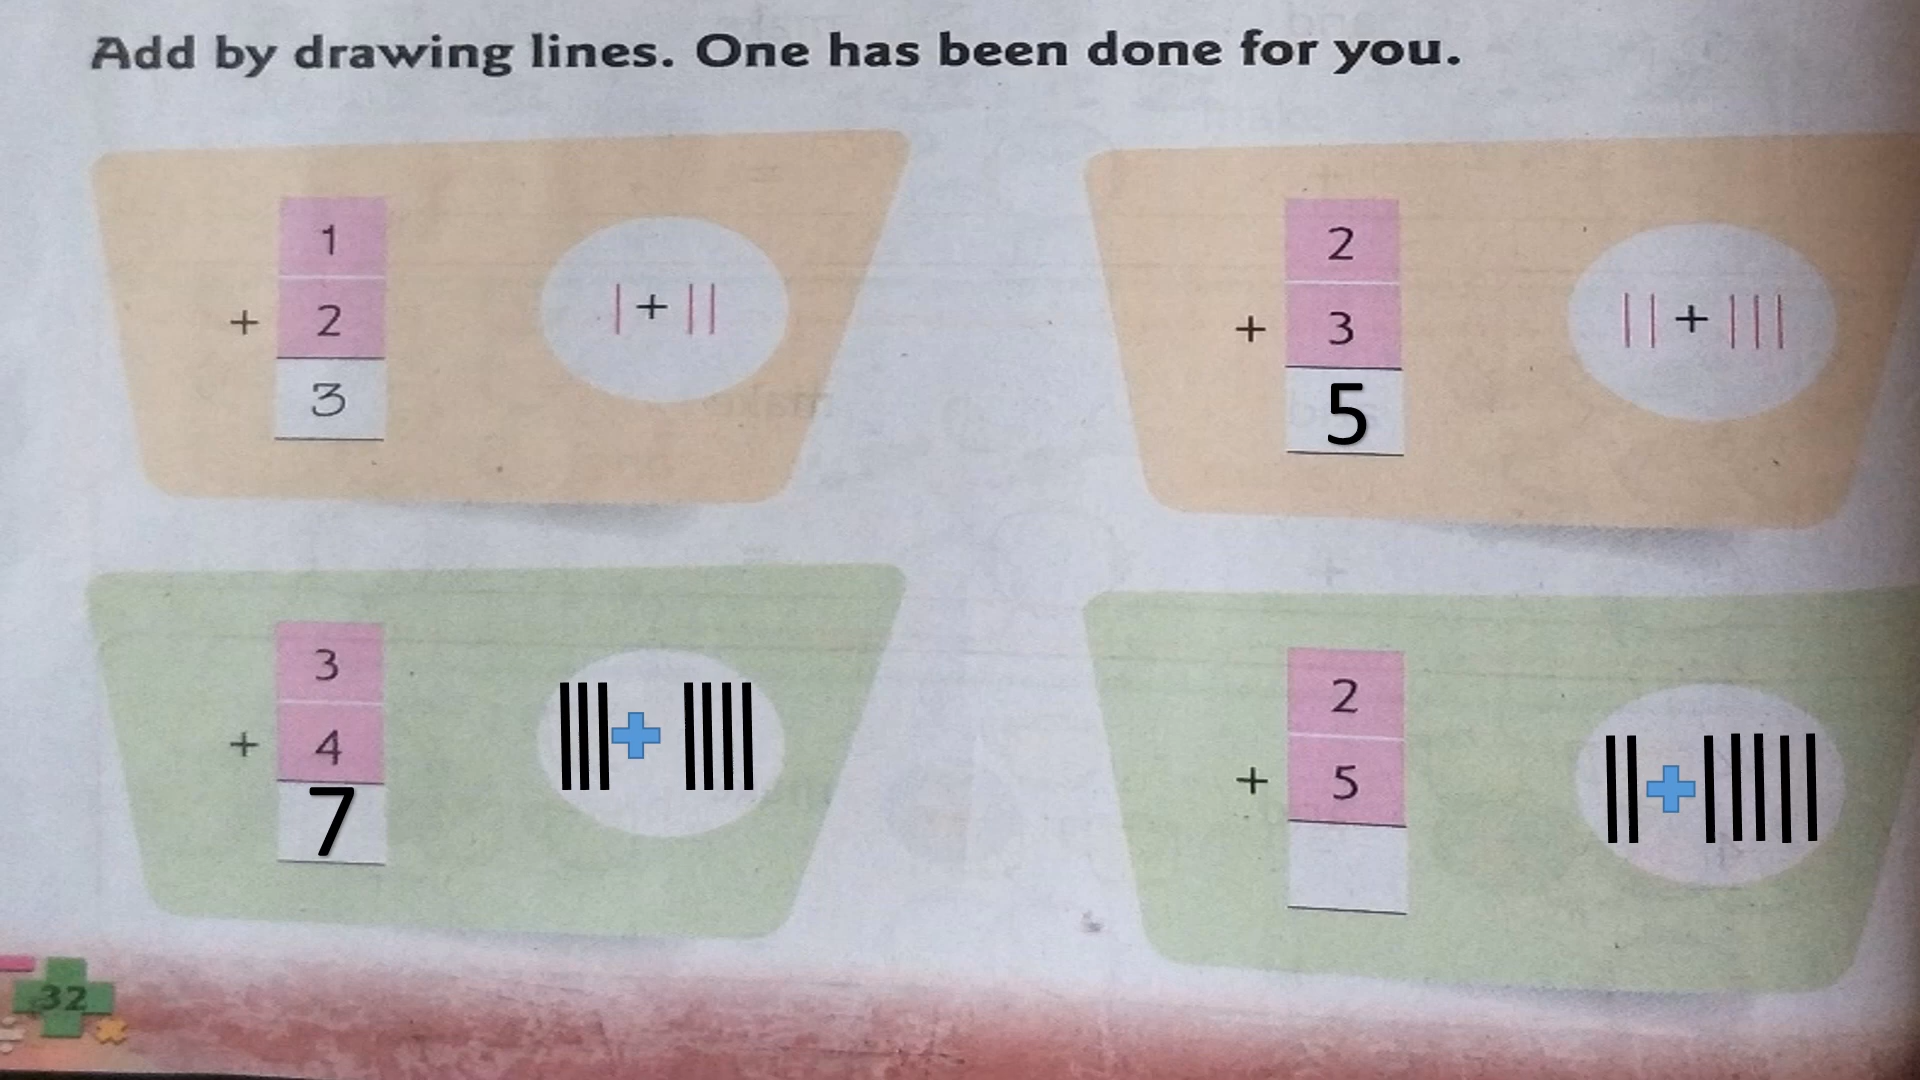 Add by drawing lines. One has been done for you.
1
+ 2
3
| + ||
2
+ 3
5
|| + |||
3
+ 4
7
||| + ||||
2
+ 5
|| + |||||
32